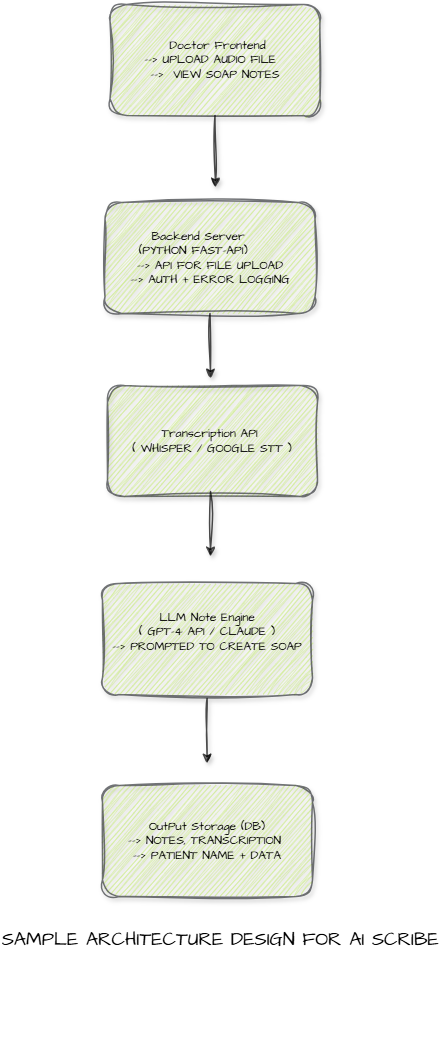 Doctor Frontend
--> UPLOAD AUDIO FILE
--> VIEW SOAP NOTES
Backend Server
(PYTHON FAST-API)
--> API FOR FILE UPLOAD
--> AUTH + ERROR LOGGING
Transcription API
( WHISPER / GOOGLE STT )
LLM Note Engine
( GPT-4 API / CLAUDE )
--> PROMPTED TO CREATE SOAP
OutPut Storage (DB)
--> NOTES, TRANSCRIPTION
--> PATIENT NAME + DATA
SAMPLE ARCHITECTURE DESIGN FOR AI SCRIBE